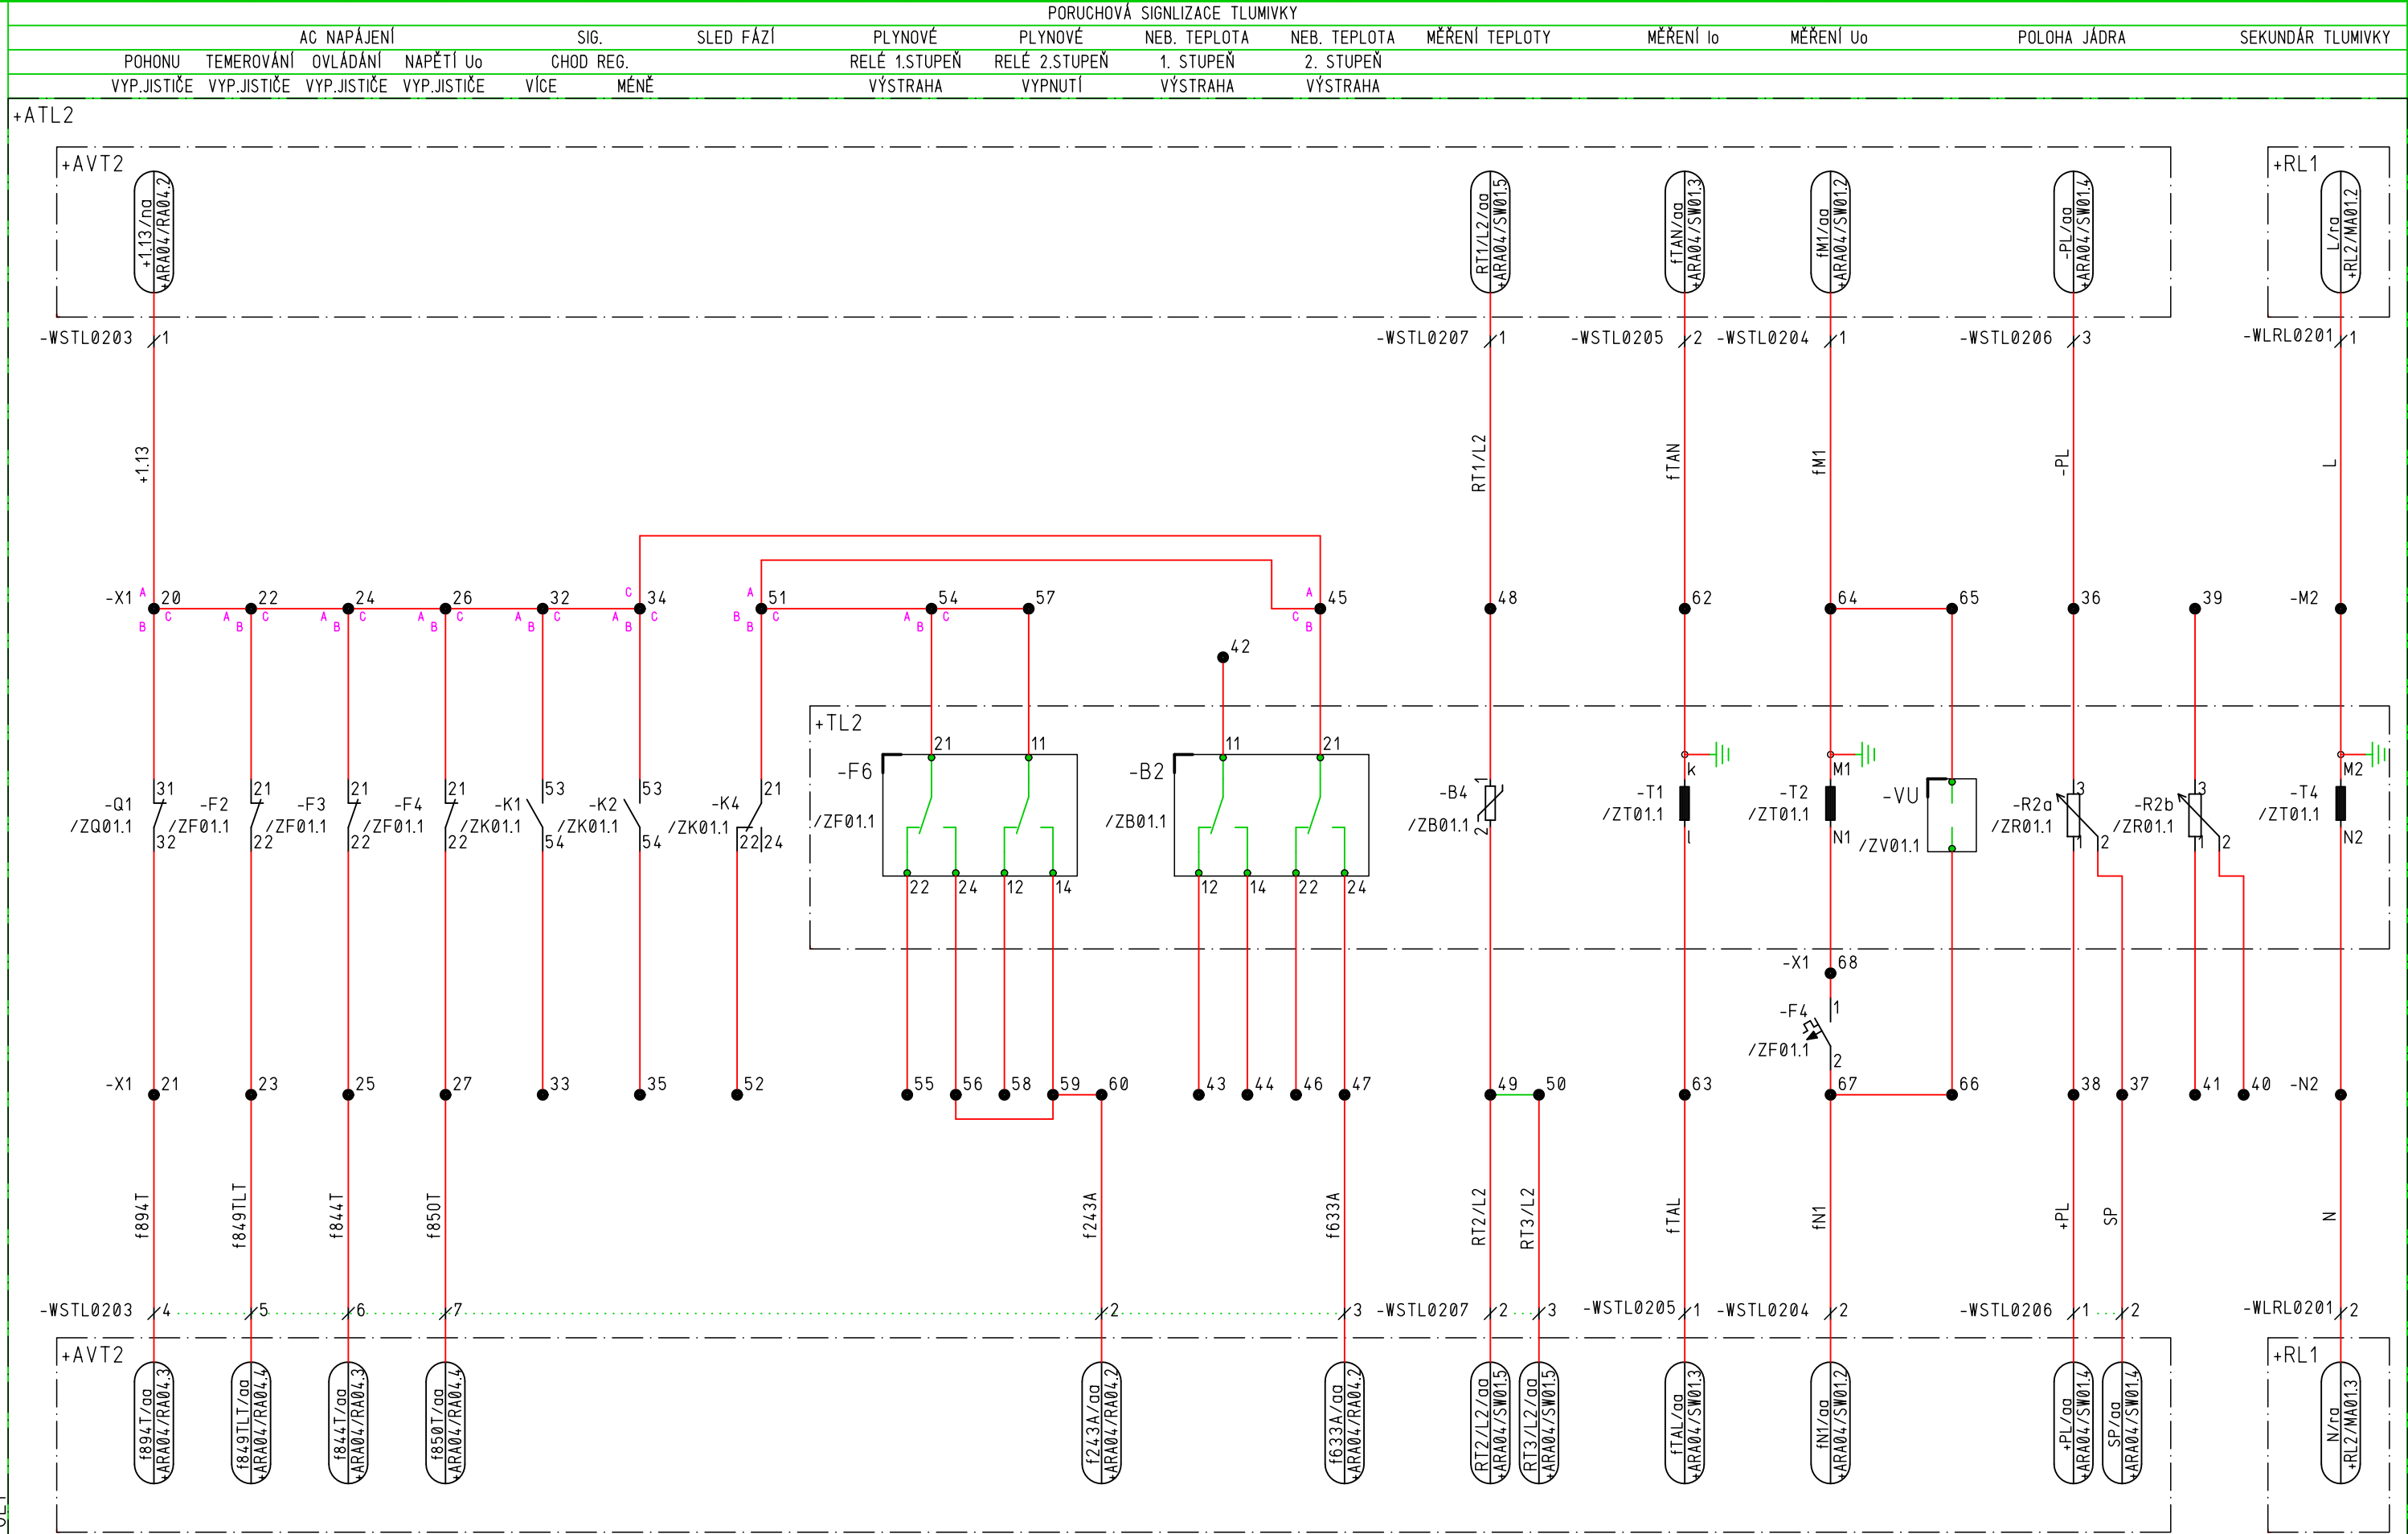 PORUCHOVÁ SIGNLIZACE TLUMIVKY
AC NAPÁJENÍ SIG. SLED FÁZÍ PLYNOVÉ PLYNOVÉ NEB. TEPLOTA NEB. TEPLOTA MĚŘENÍ TEPLOTY MĚŘENÍ Io MĚŘENÍ Uo POLOHA JÁDRA SEKUNDÁR TLUMIVKY
POHONU TEMEROVÁNÍ OVLÁDÁNÍ NAPĚTÍ Uo CHOD REG. RELÉ 1.STUPEŇ RELÉ 2.STUPEŇ 1. STUPEŇ 2. STUPEŇ
VYP.JISTIČE VYP.JISTIČE VYP.JISTIČE VYP.JISTIČE VÍCE MÉNĚ VÝSTRAHA VYPNUTÍ VÝSTRAHA VÝSTRAHA
+ATL2
+AVT2 +RL1
+1.13/na
+ARA04/RA04.2
RT1/L2/aa
+ARA04/SW01.5
fTAN/aa
+ARA04/SW01.3
fM1/aa
+ARA04/SW01.2
-PL/aa
+ARA04/SW01.4
L/ra
+RL2/MA01.2
-WSTL0203 1 -WSTL0207 1 -WSTL0205 2 -WSTL0204 1 -WSTL0206 3 -WLRL0201 1
+1.13 RT1/L2 fTAN fM1 -PL L
-X1 A 20 22 24 26 32 C 34 51 54 57 A 45 48 62 64 65 36 39 -M2
B C A B C A B C A B C A B C A B C B B C A B C C B
42
+TL2
21 11 11 21 k M1 M2
-F6 -B2
31 21 21 21 53 53 21 1 3 3
-Q1 -F2 -F3 -F4 -K1 -K2 -K4 -B4 -T1 -T2 -VU -R2a -R2b -T4
/ZQ01.1 /ZF01.1 /ZF01.1 /ZF01.1 /ZK01.1 /ZK01.1 /ZK01.1 /ZF01.1 /ZB01.1 /ZB01.1 /ZT01.1 /ZT01.1 /ZV01.1 /ZR01.1 /ZR01.1 /ZT01.1
32 22 22 22 54 54 22 24 2 l N1 1 2 1 2 N2
22 24 12 14 12 14 22 24
-X1 68
1
-F4
/ZF01.1
2
-X1 21 23 25 27 33 35 52 55 56 58 59 60 43 44 46 47 49 50 63 67 66 38 37 41 40 -N2
f894T f849TLT f844T f850T f243A f633A RT2/L2 RT3/L2 fTAL fN1 +PL SP N
-WSTL0203 4 5 6 7 2 3 -WSTL0207 2 3 -WSTL0205 1 -WSTL0204 2 -WSTL0206 1 2 -WLRL0201 2
+AVT2 +RL1
f894T/aa
+ARA04/RA04.3
f849TLT/aa
+ARA04/RA04.4
f844T/aa
+ARA04/RA04.3
f850T/aa
+ARA04/RA04.4
f243A/aa
+ARA04/RA04.2
f633A/aa
+ARA04/RA04.2
RT2/L2/aa
+ARA04/SW01.5
RT3/L2/aa
+ARA04/SW01.5
fTAL/aa
+ARA04/SW01.3
fN1/aa
+ARA04/SW01.2
+PL/aa
+ARA04/SW01.4
SP/aa
+ARA04/SW01.4
N/ra
+RL2/MA01.3